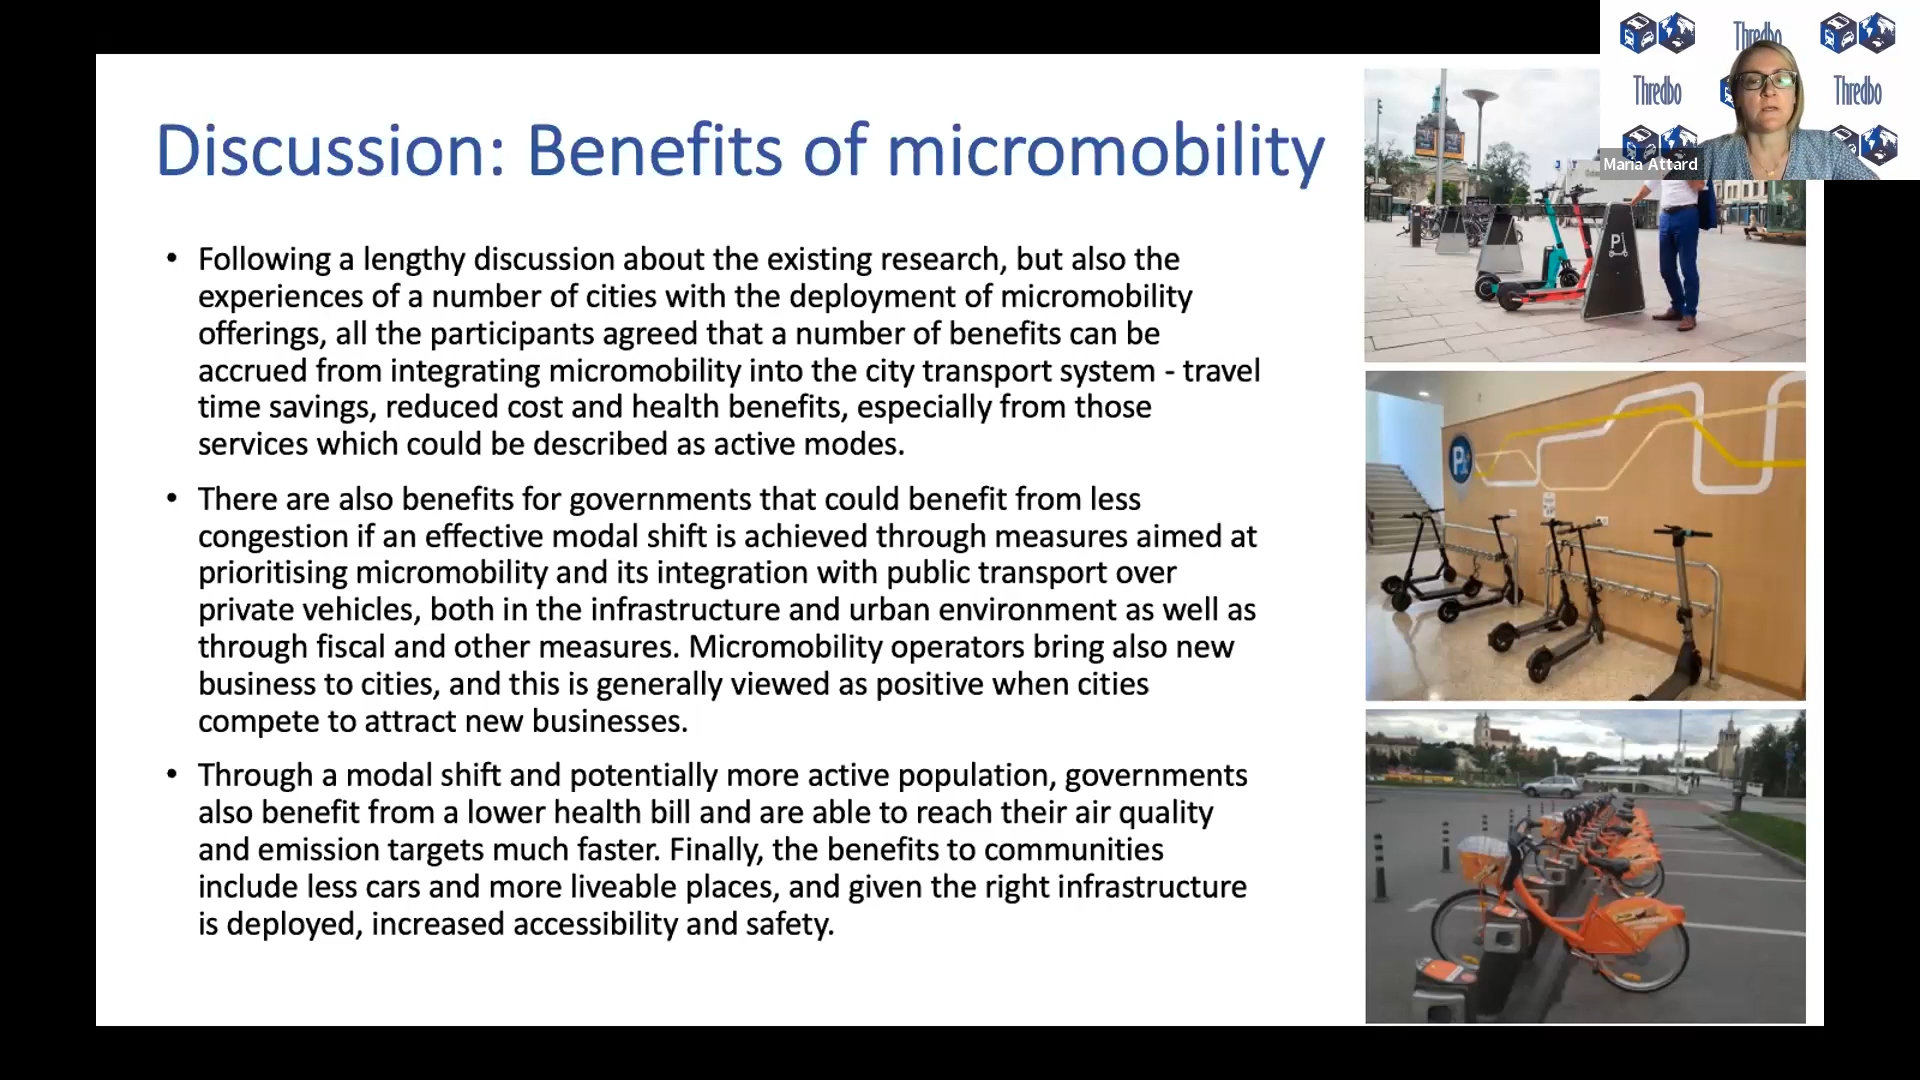 Thredbo
Thredbo
Thredbo
Maria Attard
Discussion: Benefits of micromobility
• Following a lengthy discussion about the existing research, but also the
experiences of a number of cities with the deployment of micromobility
offerings, all the participants agreed that a number of benefits can be
accrued from integrating micromobility into the city transport system - travel
time savings, reduced cost and health benefits, especially from those
services which could be described as active modes.
• There are also benefits for governments that could benefit from less
congestion if an effective modal shift is achieved through measures aimed at
prioritising micromobility and its integration with public transport over
private vehicles, both in the infrastructure and urban environment as well as
through fiscal and other measures. Micromobility operators bring also new
business to cities, and this is generally viewed as positive when cities
compete to attract new businesses.
• Through a modal shift and potentially more active population, governments
also benefit from a lower health bill and are able to reach their air quality
and emission targets much faster. Finally, the benefits to communities
include less cars and more liveable places, and given the right infrastructure
is deployed, increased accessibility and safety.
P
P